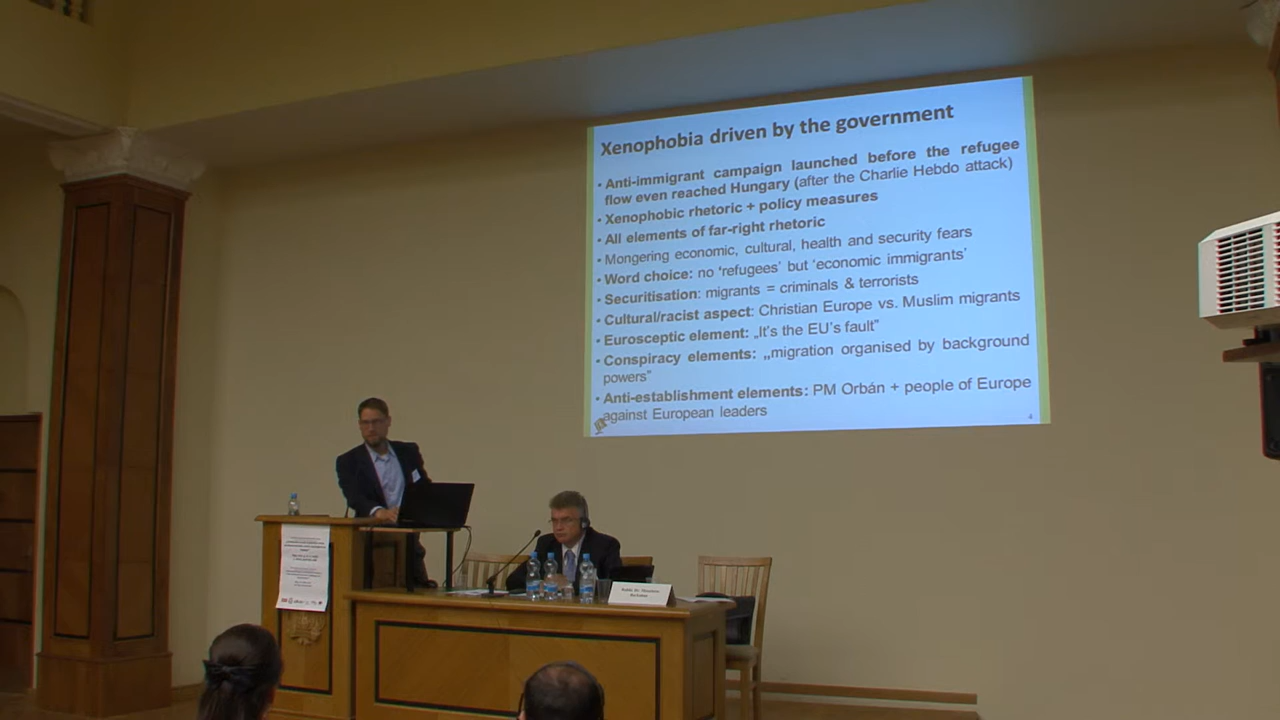 Xenophobia driven by the government
• Anti-immigrant campaign launched before the refugee
flow even reached Hungary (after the Charlie Hebdo attack)
• Xenophobic rhetoric + policy measures
• All elements of far-right rhetoric
• Mongering economic, cultural, health and security fears
• Word choice: no ‘refugees’ but ‘economic immigrants’
• Securitisation: migrants = criminals & terrorists
• Cultural/racist aspect: Christian Europe vs. Muslim migrants
• Eurosceptic element: „It’s the EU’s fault”
• Conspiracy elements: „migration organised by background
powers”
• Anti-establishment elements: PM Orbán + people of Europe
against European leaders
4